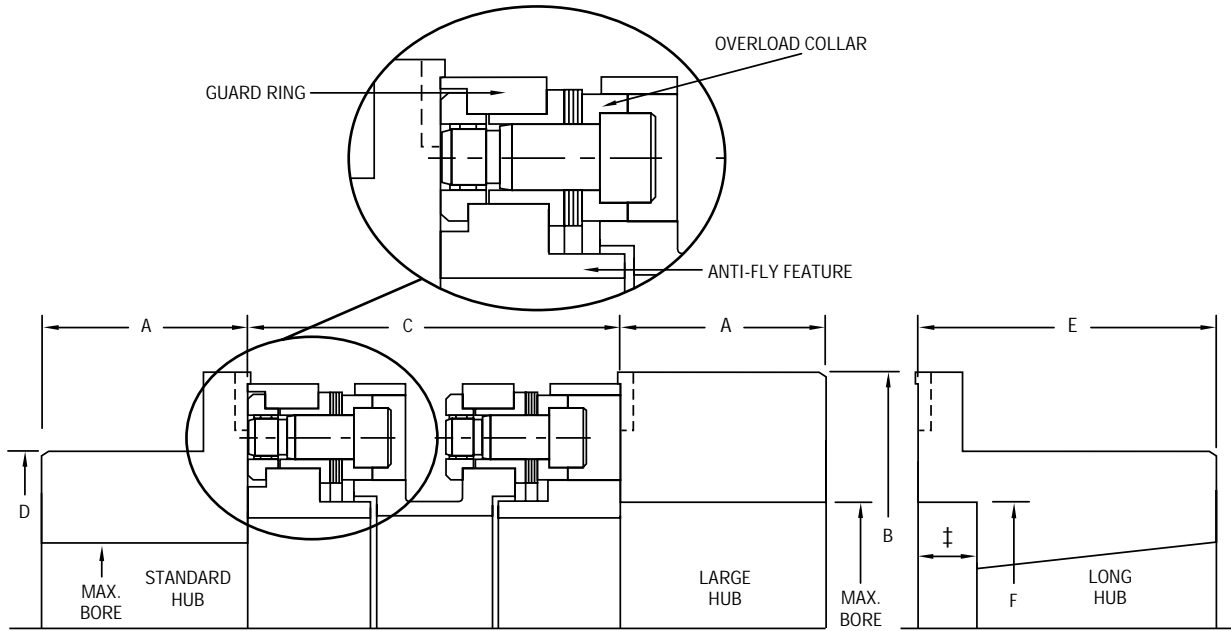 OVERLOAD COLLAR
GUARD RING
ANTI-FLY FEATURE
A
C
A
E
D
B
‡
F
MAX.
BORE
STANDARD
HUB
LARGE
HUB
MAX.
BORE
LONG
HUB